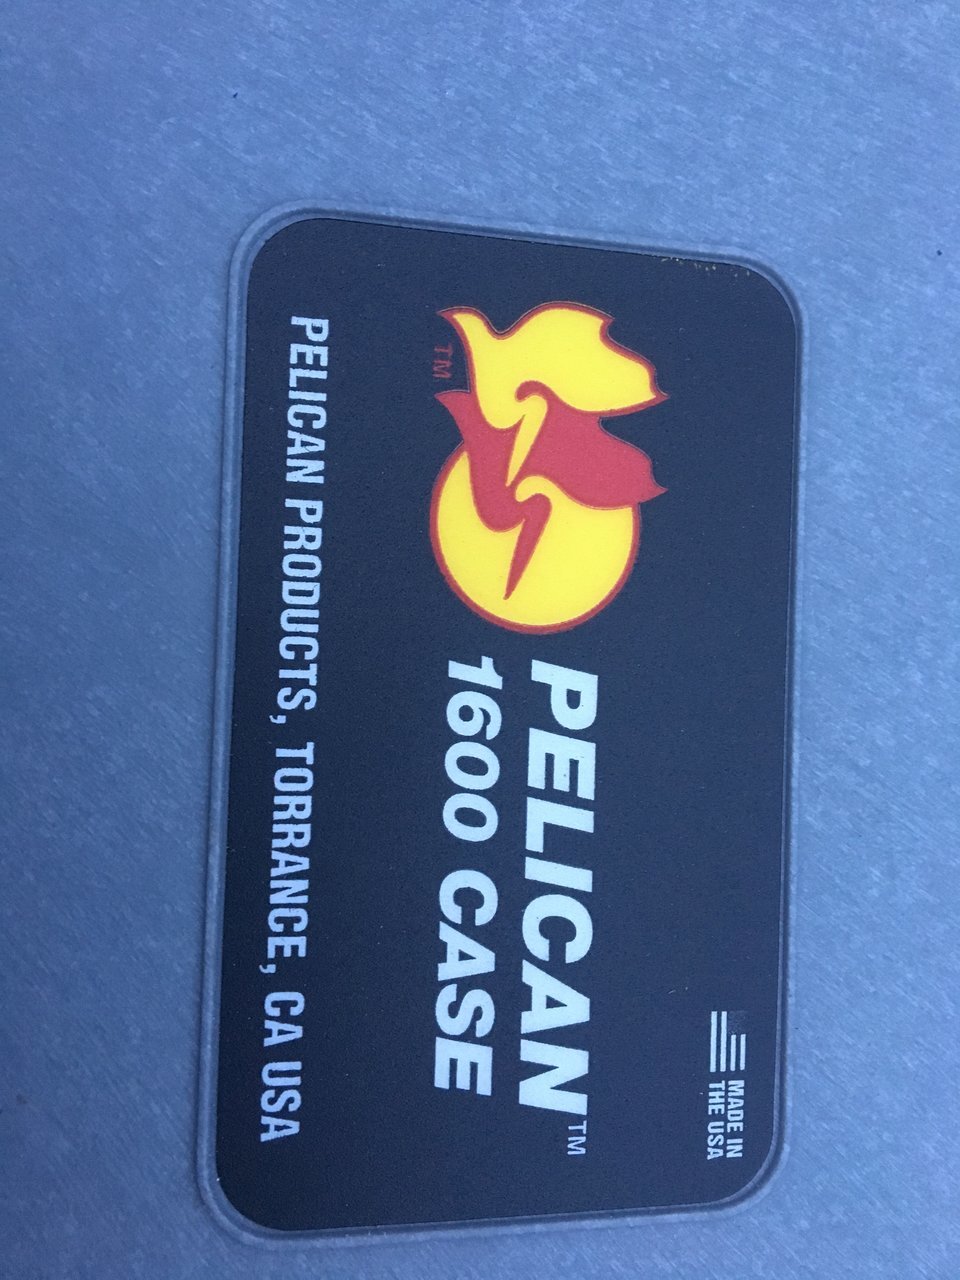 MADE IN
THE USA
PELICAN™
1600 CASE
TM
PELICAN PRODUCTS, TORRANCE, CA USA